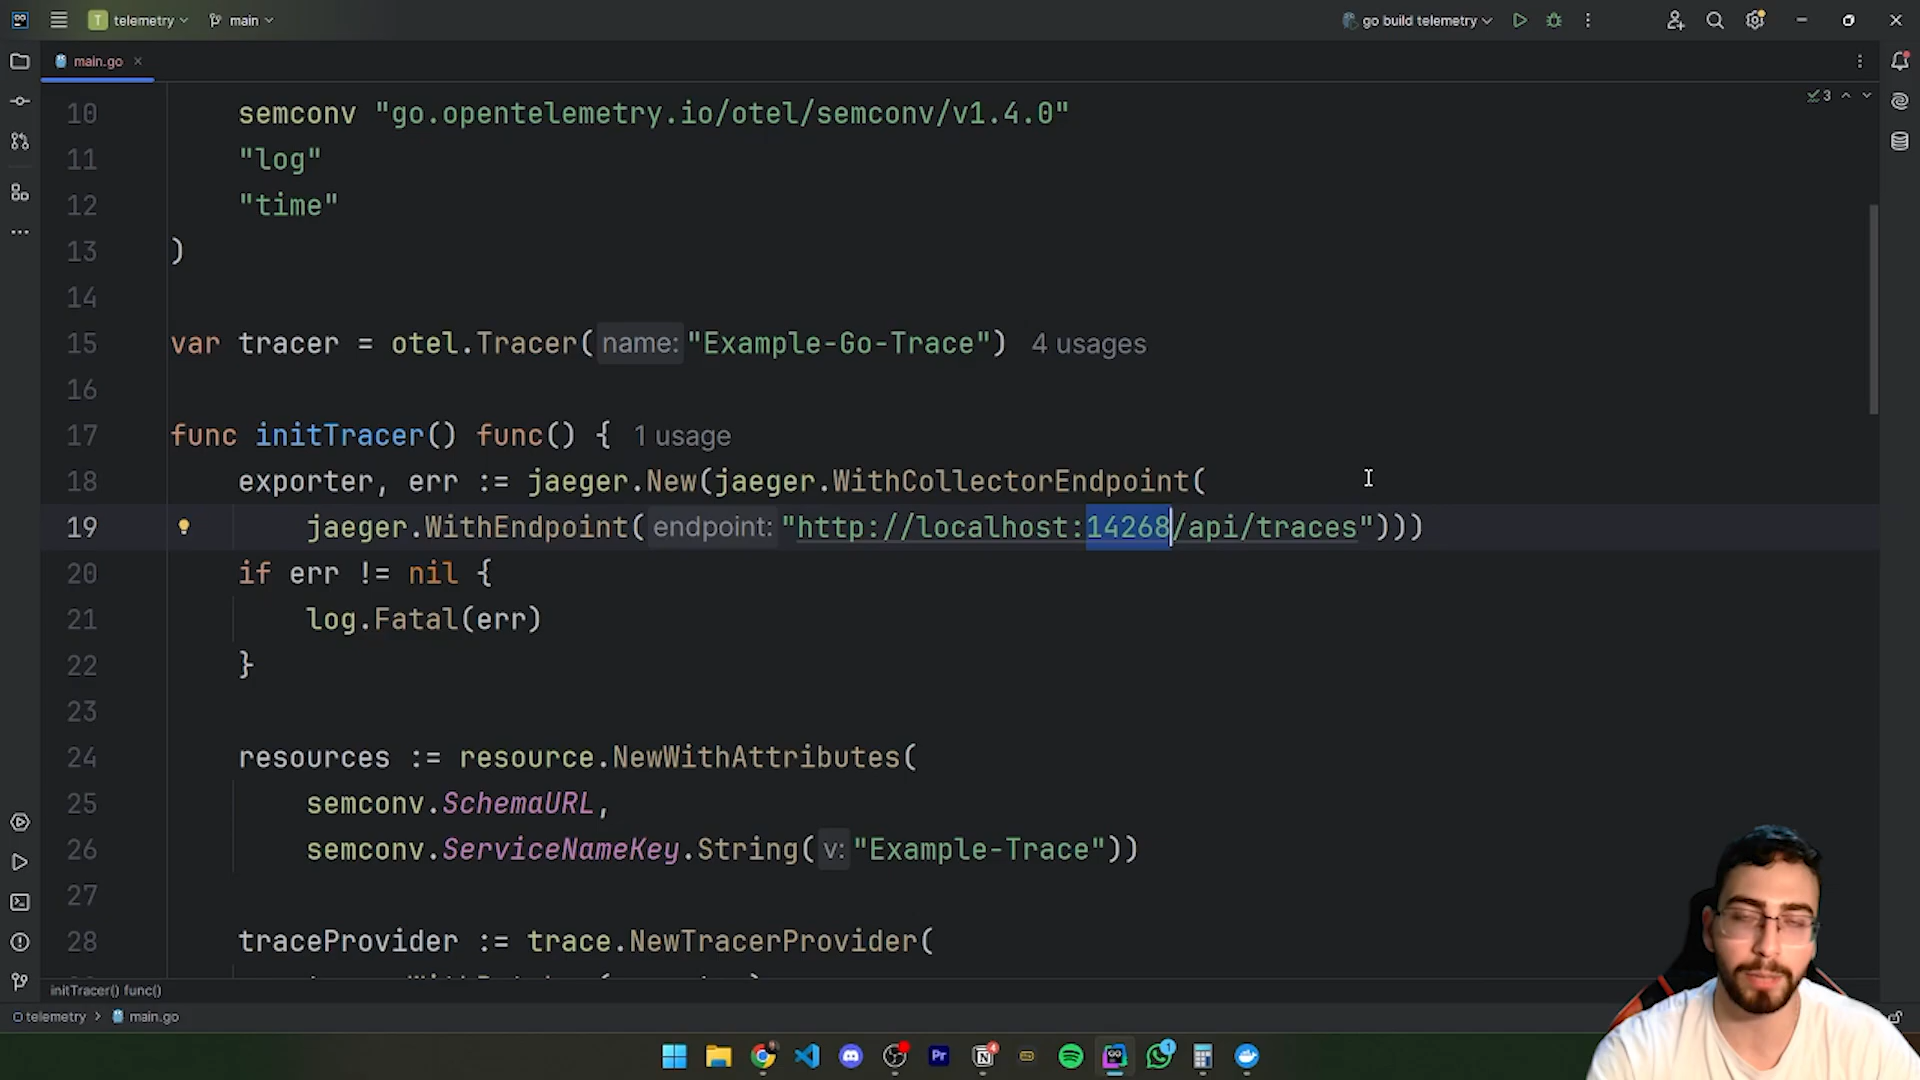 T telemetry
main
go build telemetry
main.go
3
10 semconv "go.opentelemetry.io/otel/semconv/v1.4.0"
11 "log"
12 "time"
13 )
14
15 var tracer = otel.Tracer( name: "Example-Go-Trace") 4 usages
16
17 func initTracer() func() { 1 usage
18 exporter, err := jaeger.New(jaeger.WithCollectorEndpoint(
19 jaeger.WithEndpoint( endpoint: "http://localhost:14268/api/traces")))
20 if err != nil {
21 log.Fatal(err)
22 }
23
24 resources := resource.NewWithAttributes(
25 semconv.SchemaURL,
26 semconv.ServiceNameKey.String( v: "Example-Trace"))
27
28 traceProvider := trace.NewTracerProvider(
initTracer() func()
telemetry > main.go
Pr
4
1